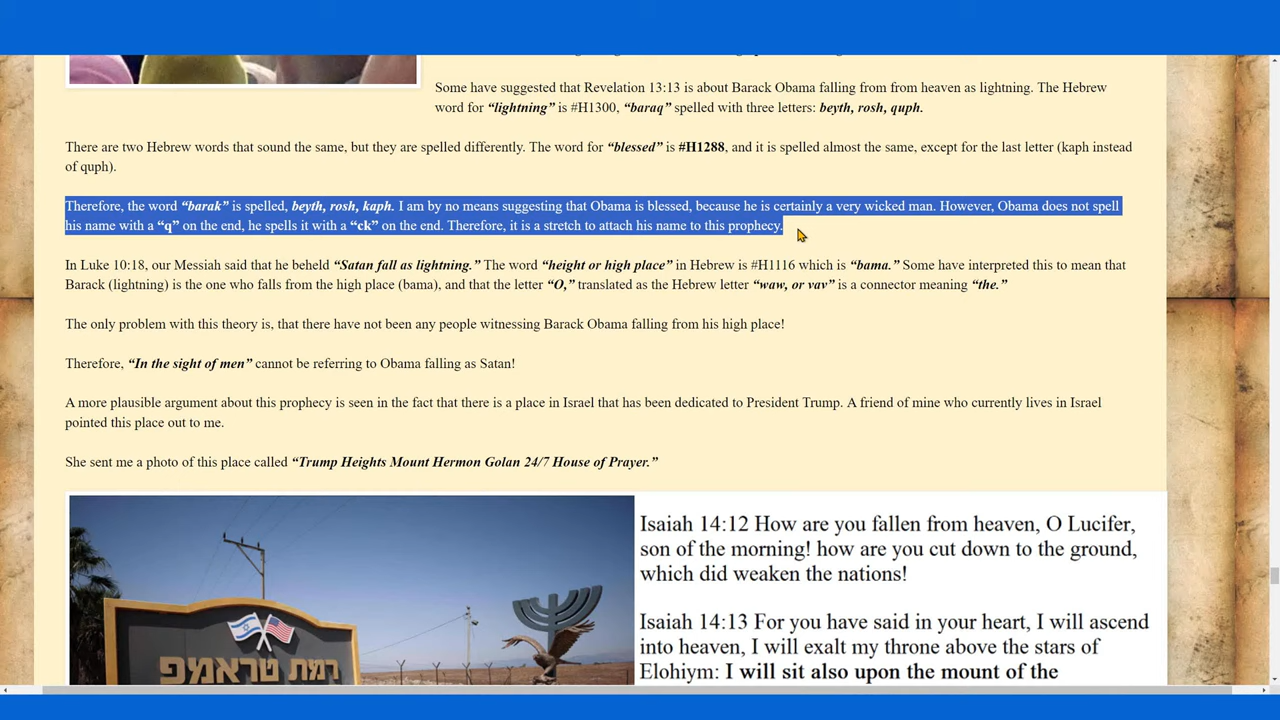 Some have suggested that Revelation 13:13 is about Barack Obama falling from from heaven as lightning. The Hebrew
word for “lightning” is #H1300, “baraq” spelled with three letters: beyth, rosh, quph.
There are two Hebrew words that sound the same, but they are spelled differently. The word for “blessed” is #H1288, and it is spelled almost the same, except for the last letter (kaph instead
of quph).
Therefore, the word “barak” is spelled, beyth, rosh, kaph. I am by no means suggesting that Obama is blessed, because he is certainly a very wicked man. However, Obama does not spell
his name with a “q” on the end, he spells it with a “ck” on the end. Therefore, it is a stretch to attach his name to this prophecy.
In Luke 10:18, our Messiah said that he beheld “Satan fall as lightning.” The word “height or high place” in Hebrew is #H1116 which is “bama.” Some have interpreted this to mean that
Barack (lightning) is the one who falls from the high place (bama), and that the letter “O,” translated as the Hebrew letter “waw, or vav” is a connector meaning “the.”
The only problem with this theory is, that there have not been any people witnessing Barack Obama falling from his high place!
Therefore, “In the sight of men” cannot be referring to Obama falling as Satan!
A more plausible argument about this prophecy is seen in the fact that there is a place in Israel that has been dedicated to President Trump. A friend of mine who currently lives in Israel
pointed this place out to me.
She sent me a photo of this place called “Trump Heights Mount Hermon Golan 24/7 House of Prayer.”
Isaiah 14:12 How are you fallen from heaven, O Lucifer,
son of the morning! how are you cut down to the ground,
which did weaken the nations!
Isaiah 14:13 For you have said in your heart, I will ascend
into heaven, I will exalt my throne above the stars of
Elohiym: I will sit also upon the mount of the
רמת טראמפ